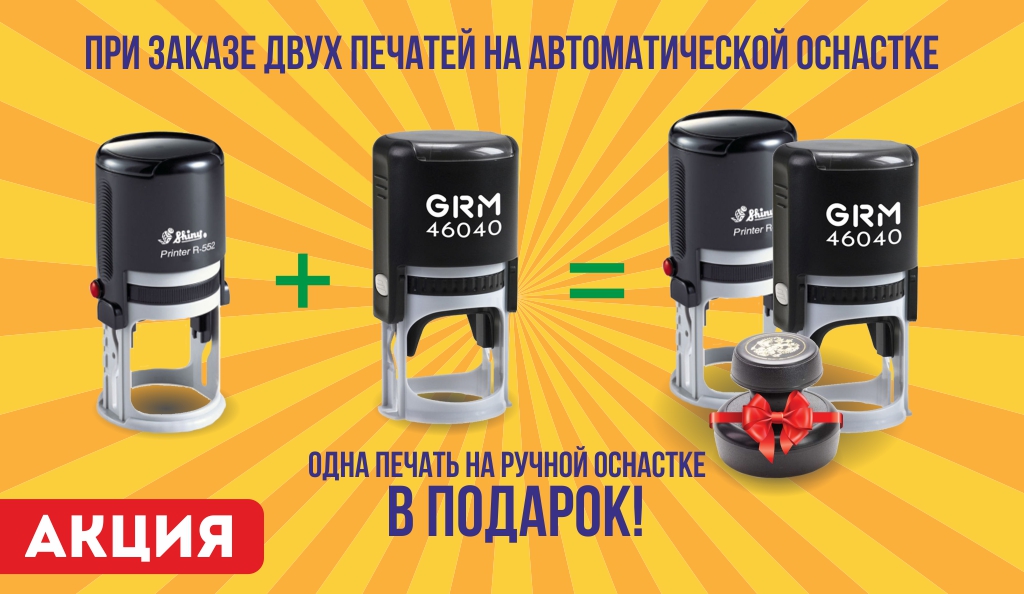 ПРИ ЗАКАЗЕ ДВУХ ПЕЧАТЕЙ НА АВТОМАТИЧЕСКОЙ ОСНАСТКЕ
Shiny
Printer R-552
GRM
46040
+
=
Shiny
Printer R
GRM
46040
ОДНА ПЕЧАТЬ НА РУЧНОЙ ОСНАСТКЕ
В ПОДАРОК!
АКЦИЯ